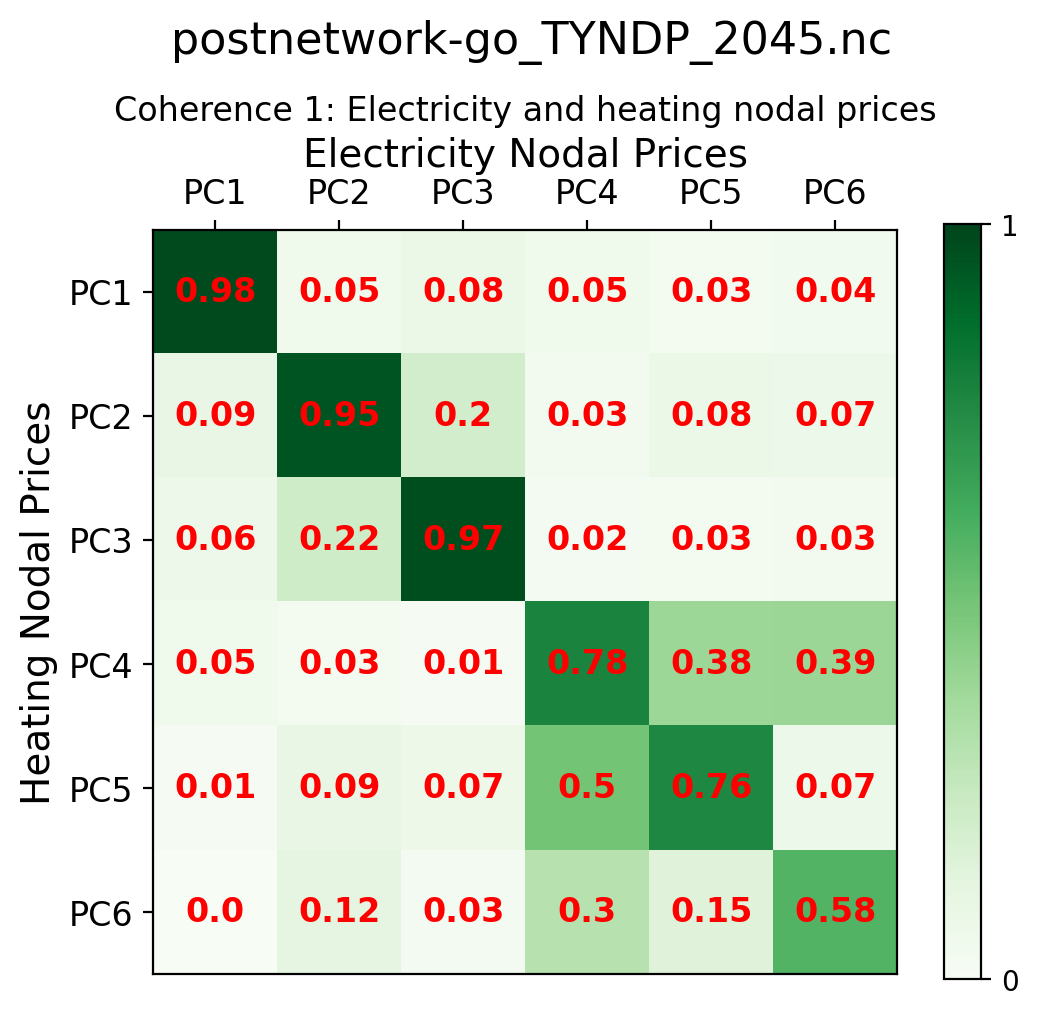 postnetwork-go_TYNDP_2045.nc
Coherence 1: Electricity and heating nodal prices
Electricity Nodal Prices
PC1 PC2 PC3 PC4 PC5 PC6
Heating Nodal Prices
PC1 0.98 0.05 0.08 0.05 0.03 0.04
PC2 0.09 0.95 0.2 0.03 0.08 0.07
PC3 0.06 0.22 0.97 0.02 0.03 0.03
PC4 0.05 0.03 0.01 0.78 0.38 0.39
PC5 0.01 0.09 0.07 0.5 0.76 0.07
PC6 0.0 0.12 0.03 0.3 0.15 0.58
1
0